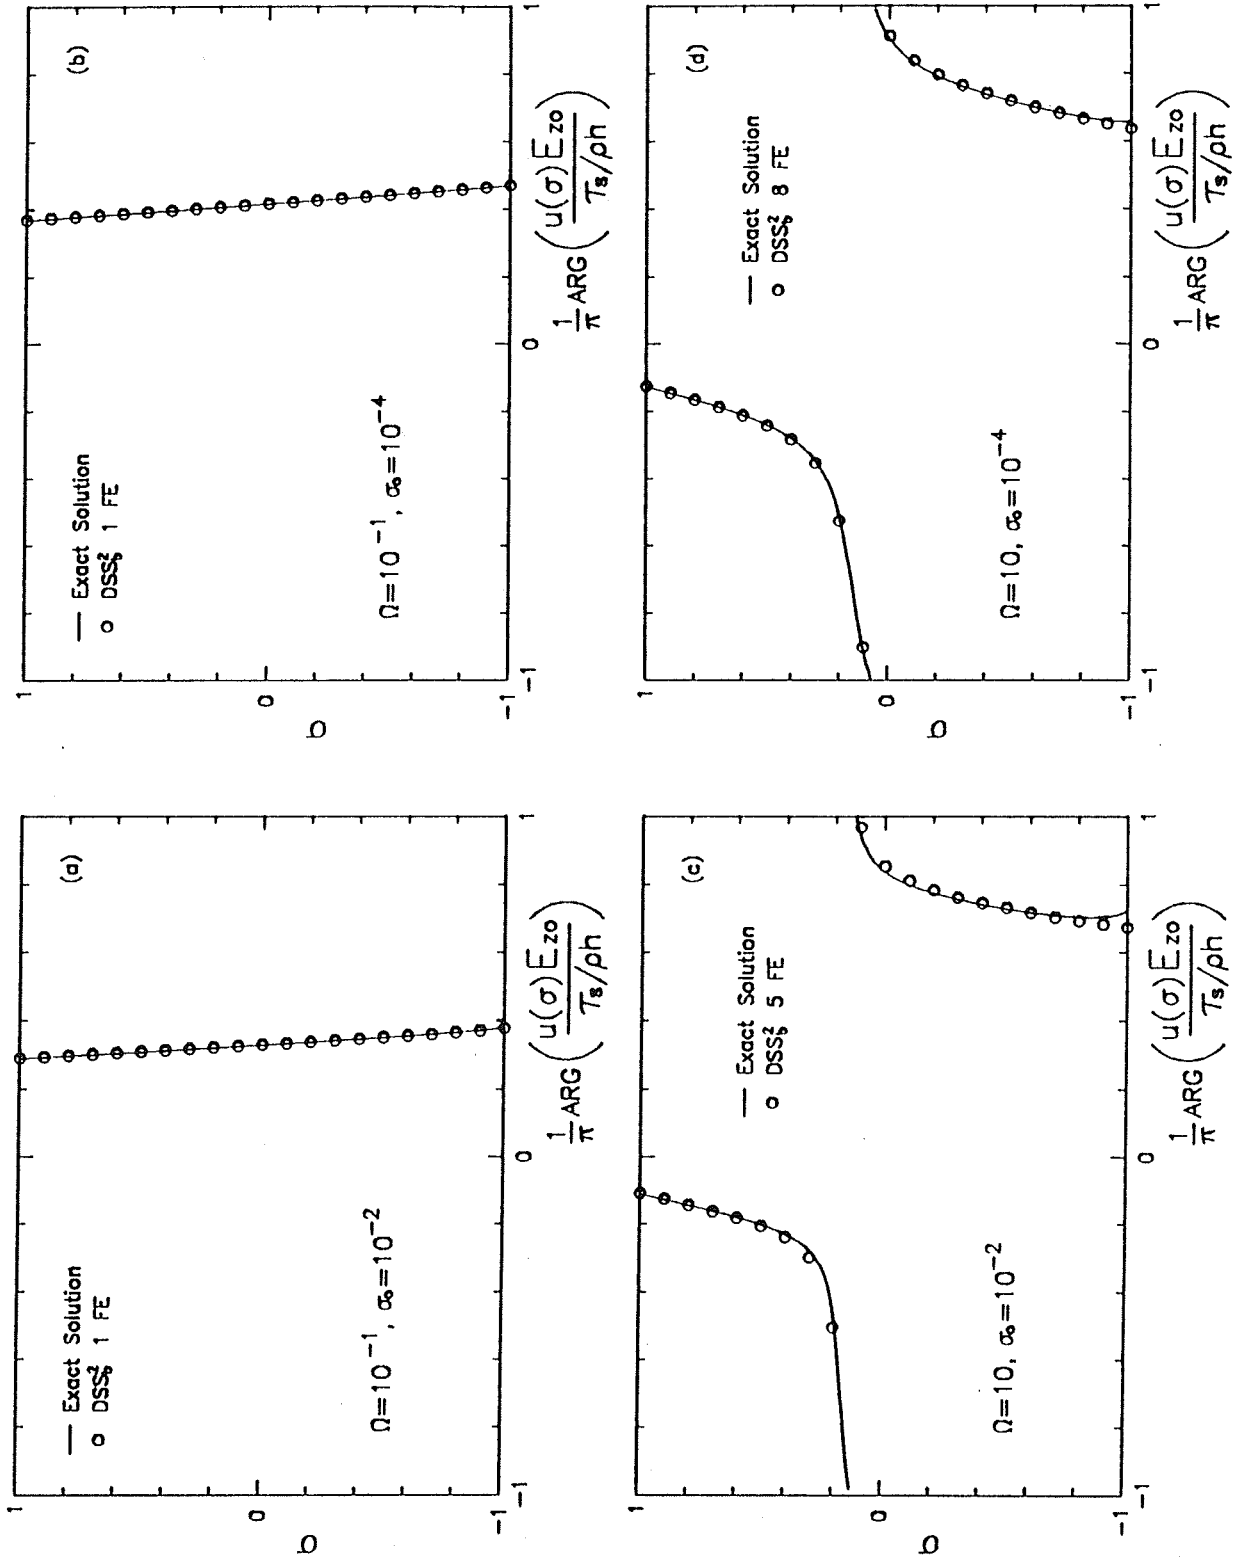 (a)
— Exact Solution
o DSS²_b 1 FE
Ω=10⁻¹, σ₀=10⁻²
σ
1
0
-1
-1 0 1
1/π ARG(u(σ)E_zo / τ_s/ρh)
(b)
— Exact Solution
o DSS²_b 1 FE
Ω=10⁻¹, σ₀=10⁻⁴
σ
1
0
-1
-1 0 1
1/π ARG(u(σ)E_zo / τ_s/ρh)
(c)
— Exact Solution
o DSS²_b 5 FE
Ω=10, σ₀=10⁻²
σ
1
0
-1
-1 0 1
1/π ARG(u(σ)E_zo / τ_s/ρh)
(d)
— Exact Solution
o DSS²_b 8 FE
Ω=10, σ₀=10⁻⁴
σ
1
0
-1
-1 0 1
1/π ARG(u(σ)E_zo / τ_s/ρh)